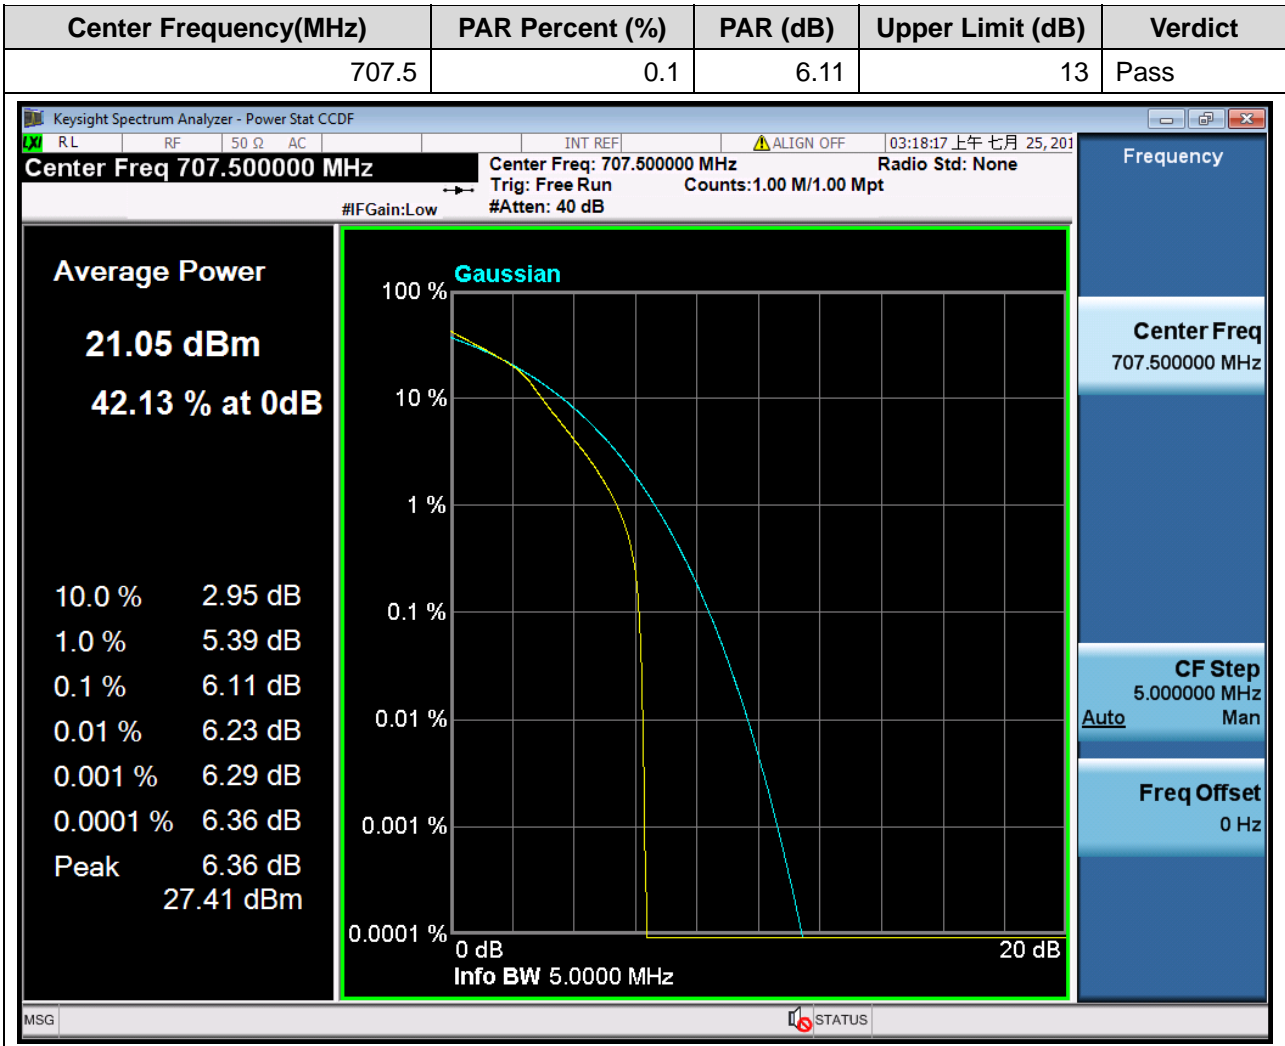 Center Frequency(MHz) PAR Percent (%) PAR (dB) Upper Limit (dB) Verdict
707.5 0.1 6.11 13 Pass
Keysight Spectrum Analyzer - Power Stat CCDF
LXI RL RF 50 Ω AC INT REF ALIGN OFF 03:18:17 上午 七月 25, 201
Center Freq 707.500000 MHz
Center Freq: 707.500000 MHz Radio Std: None
Trig: Free Run Counts:1.00 M/1.00 Mpt
#IFGain:Low #Atten: 40 dB
Frequency
Average Power
21.05 dBm
42.13 % at 0dB
10.0 % 2.95 dB
1.0 % 5.39 dB
0.1 % 6.11 dB
0.01 % 6.23 dB
0.001 % 6.29 dB
0.0001 % 6.36 dB
Peak 6.36 dB
27.41 dBm
Gaussian
100 %
10 %
1 %
0.1 %
0.01 %
0.001 %
0.0001 %
0 dB 20 dB
Info BW 5.0000 MHz
Center Freq
707.500000 MHz
CF Step
5.000000 MHz
Auto Man
Freq Offset
0 Hz
MSG STATUS